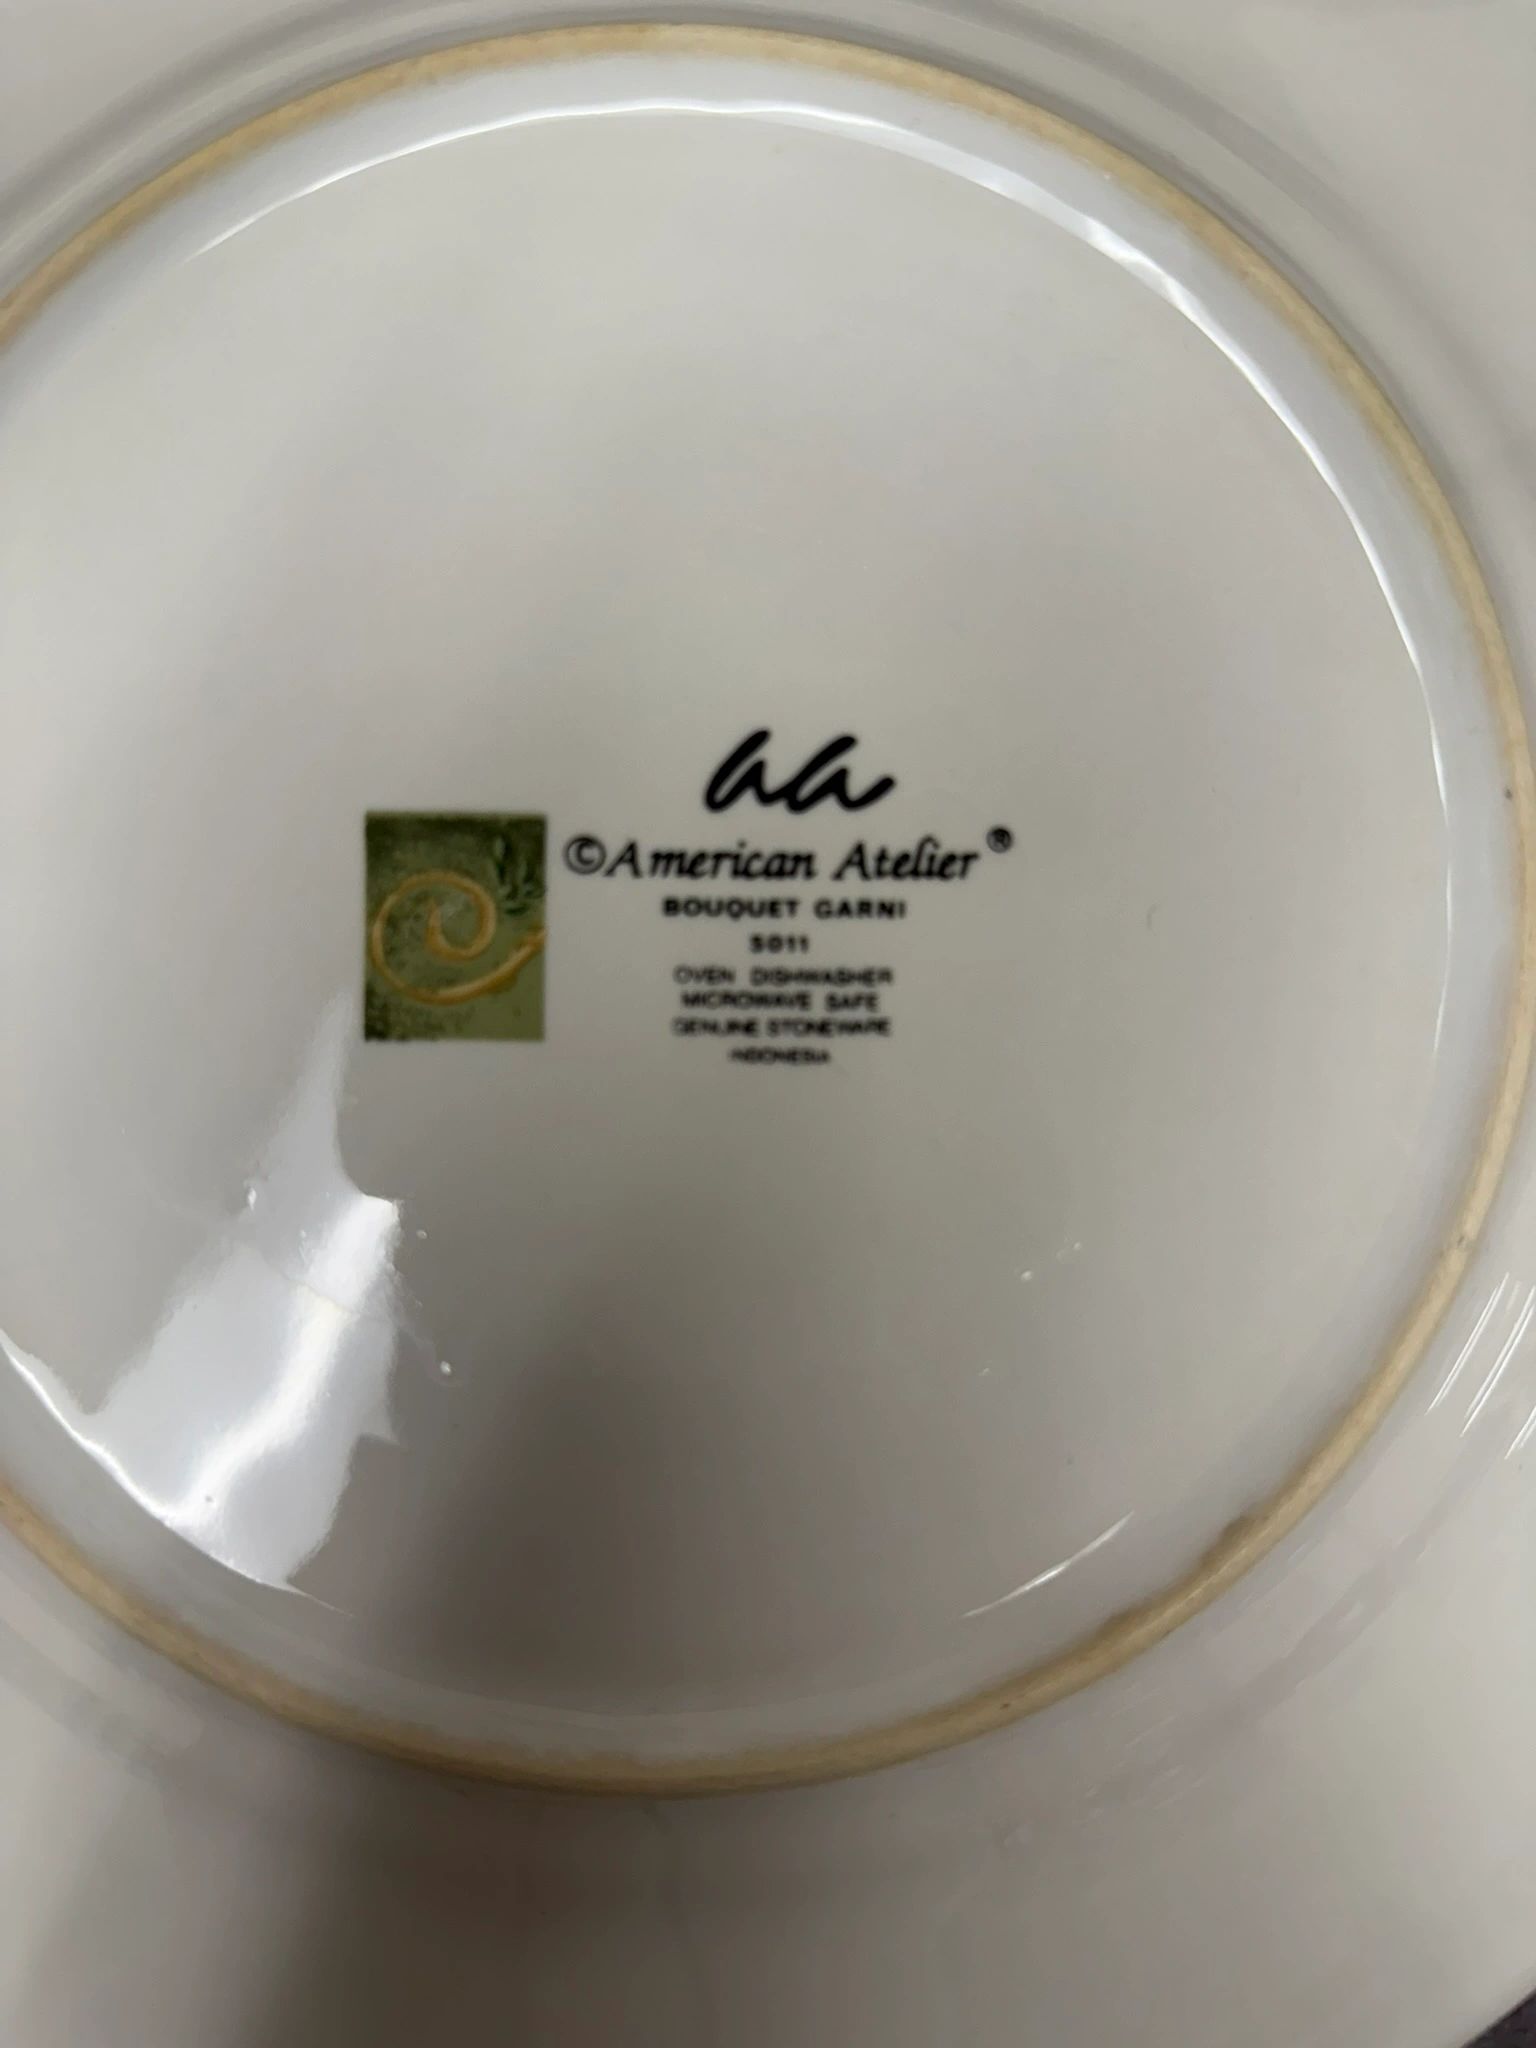 aa
©American Atelier®
BOUQUET GARNI
5011
OVEN DISHWASHER
MICROWAVE SAFE
GENUINE STONEWARE
INDONESIA